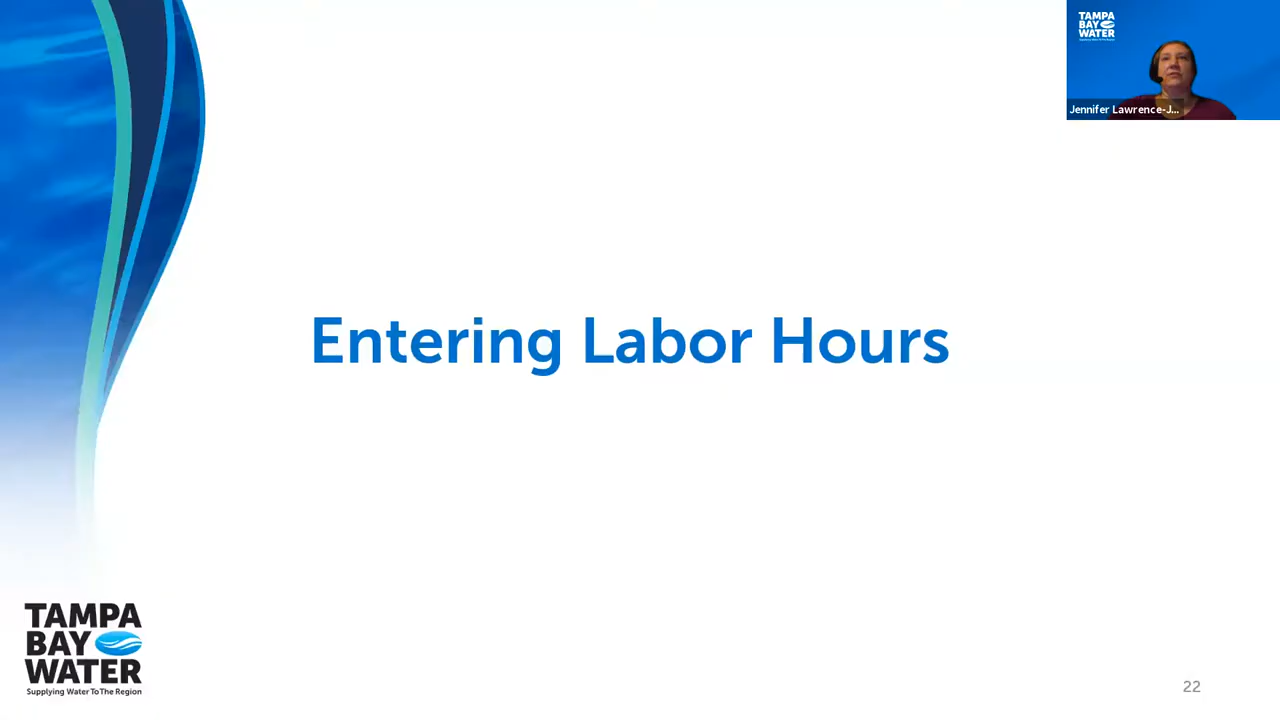 TAMPA
BAY
WATER
Jennifer Lawrence-J...
Entering Labor Hours
TAMPA
BAY
WATER
Supplying Water To The Region
22